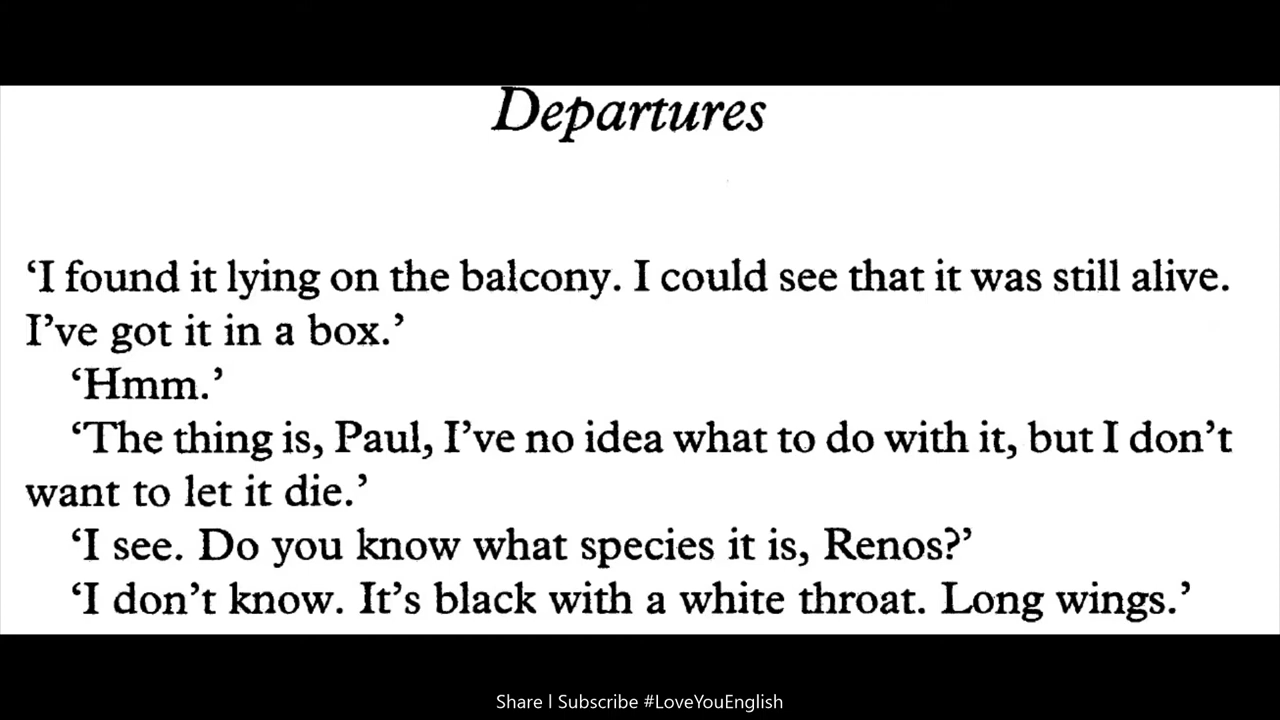 Departures
‘I found it lying on the balcony. I could see that it was still alive.
I’ve got it in a box.’
‘Hmm.’
‘The thing is, Paul, I’ve no idea what to do with it, but I don’t
want to let it die.’
‘I see. Do you know what species it is, Renos?’
‘I don’t know. It’s black with a white throat. Long wings.’
Share | Subscribe #LoveYouEnglish